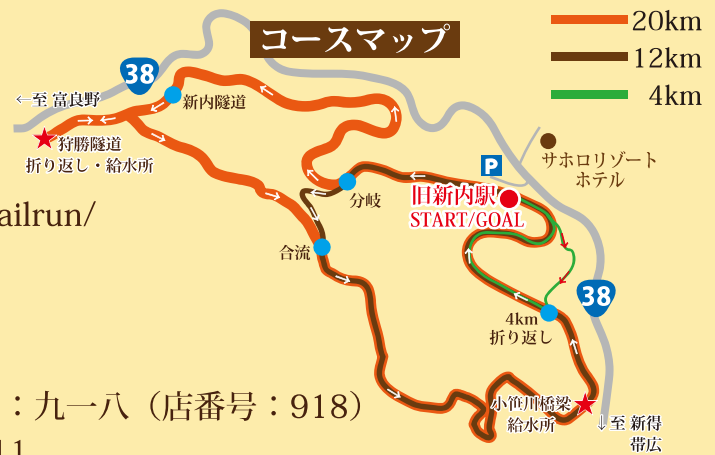 コースマップ
20km
12km
4km
38
←至 富良野
新内隧道
狩勝隧道
折り返し・給水所
P
サホロリゾート
ホテル
分岐
旧新内駅
START/GOAL
ailrun/
合流
38
4km
折り返し
：九一八（店番号：918）
小笹川橋梁
給水所
↓至 新得
帯広